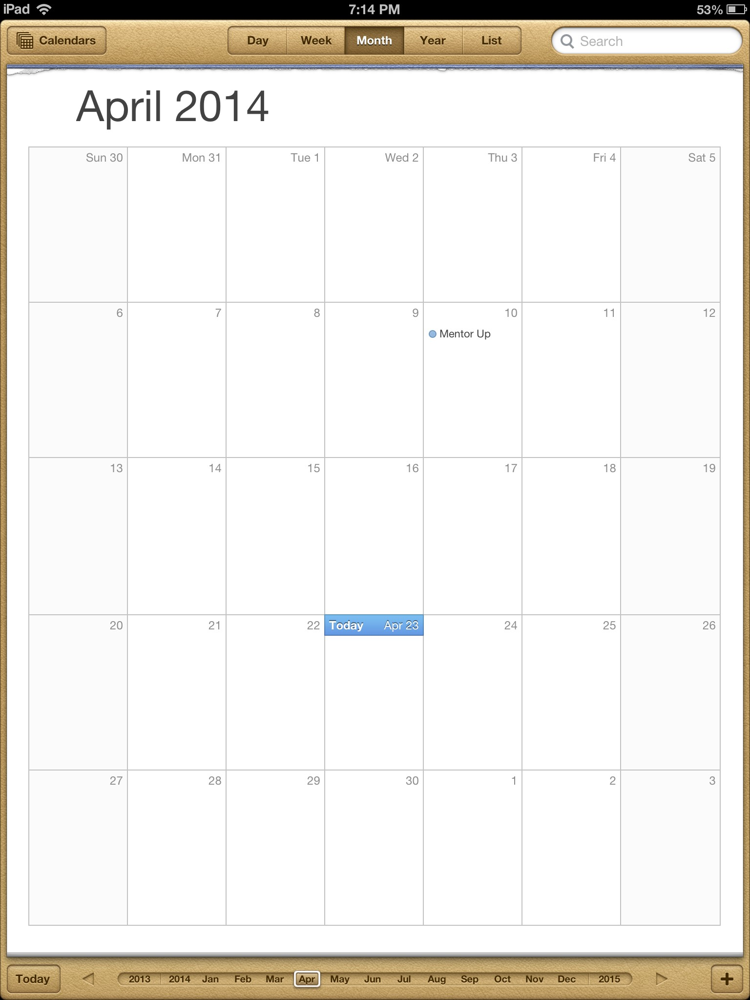 iPad 7:14 PM 53%
Calendars Day Week Month Year List Search
April 2014
Sun 30 Mon 31 Tue 1 Wed 2 Thu 3 Fri 4 Sat 5
6 7 8 9 10 11 12
Mentor Up
13 14 15 16 17 18 19
20 21 22 Today Apr 23 24 25 26
27 28 29 30 1 2 3
Today 2013 2014 Jan Feb Mar Apr May Jun Jul Aug Sep Oct Nov Dec 2015 +